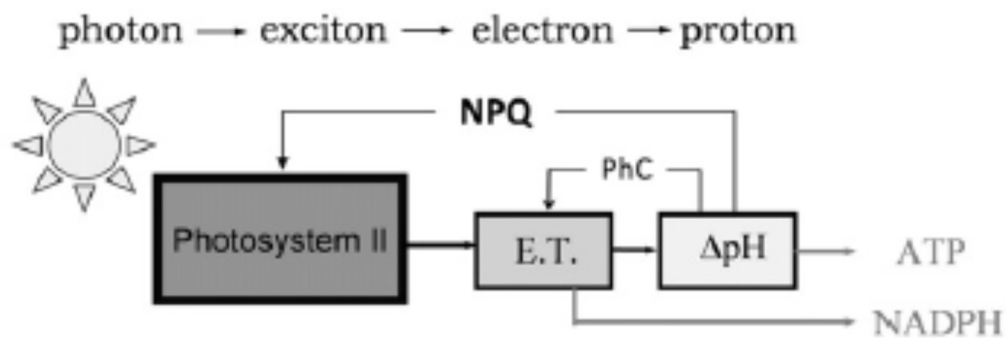 photon → exciton → electron → proton
NPQ
PhC
Photosystem II
E.T.
ΔpH
ATP
NADPH